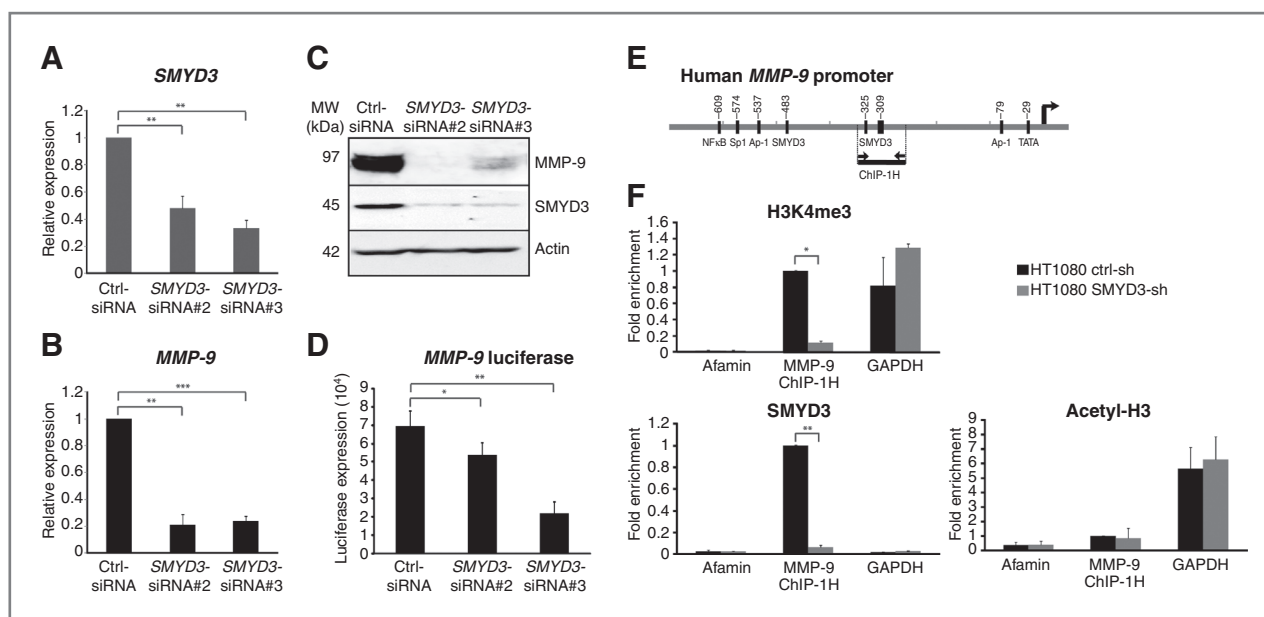 A
SMYD3
Relative expression
1.2
1
0.8
0.6
0.4
0.2
0
**
**
Ctrl-
siRNA
SMYD3-
siRNA#2
SMYD3-
siRNA#3
B
MMP-9
Relative expression
1.2
1
0.8
0.6
0.4
0.2
0
***
**
Ctrl-
siRNA
SMYD3-
siRNA#2
SMYD3-
siRNA#3
C
MW
(kDa)
Ctrl-
siRNA
SMYD3-
siRNA#2
SMYD3-
siRNA#3
97
MMP-9
45
SMYD3
42
Actin
D
MMP-9 luciferase
Luciferase expression (10⁴)
9
8
7
6
5
4
3
2
1
0
**
*
Ctrl-
siRNA
SMYD3-
siRNA#2
SMYD3-
siRNA#3
E
Human MMP-9 promoter
–609
–574
–537
–483
–325
–309
–79
–29
NFκB
Sp1
Ap-1
SMYD3
SMYD3
Ap-1
TATA
ChIP-1H
F
H3K4me3
Fold enrichment
1.6
1.4
1.2
1
0.8
0.6
0.4
0.2
0
*
Afamin
MMP-9
ChIP-1H
GAPDH
HT1080 ctrl-sh
HT1080 SMYD3-sh
SMYD3
Fold enrichment
1.2
1
0.8
0.6
0.4
0.2
0
**
Afamin
MMP-9
ChIP-1H
GAPDH
Acetyl-H3
Fold enrichment
9
8
7
6
5
4
3
2
1
0
Afamin
MMP-9
ChIP-1H
GAPDH